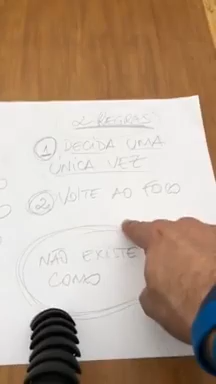 2 REGRAS
1 DECIDA UMA
ÚNICA VEZ
2 VOLTE AO FOCO
NÃO EXISTE
COMO